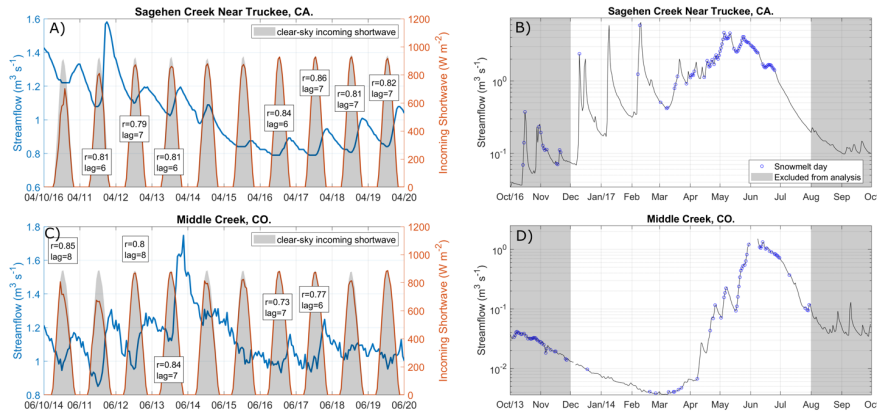 Sagehen Creek Near Truckee, CA.
A)
clear-sky incoming shortwave
Streamflow (m³ s⁻¹)
1.6
1.4
1.2
1
0.8
0.6
1200
1000
800
600
400
200
0
Incoming Shortwave (W m⁻²)
r=0.81
lag=6
r=0.79
lag=7
r=0.81
lag=6
r=0.84
lag=6
r=0.86
lag=7
r=0.81
lag=7
r=0.82
lag=7
04/10/16 04/11 04/12 04/13 04/14 04/15 04/16 04/17 04/18 04/19 04/20
Sagehen Creek Near Truckee, CA.
B)
Streamflow (m³ s⁻¹)
10⁰
10⁻¹
Snowmelt day
Excluded from analysis
Oct/16 Nov Dec Jan/17 Feb Mar Apr May Jun Jul Aug Sep Oct
Middle Creek, CO.
C)
clear-sky incoming shortwave
Streamflow (m³ s⁻¹)
1.8
1.6
1.4
1.2
1
0.8
1200
1000
800
600
400
200
0
Incoming Shortwave (W m⁻²)
r=0.85
lag=8
r=0.8
lag=8
r=0.84
lag=7
r=0.73
lag=7
r=0.77
lag=6
06/10/14 06/11 06/12 06/13 06/14 06/15 06/16 06/17 06/18 06/19 06/20
Middle Creek, CO.
D)
Streamflow (m³ s⁻¹)
10⁰
10⁻¹
10⁻²
Oct/13 Nov Dec Jan/14 Feb Mar Apr May Jun Jul Aug Sep Oct